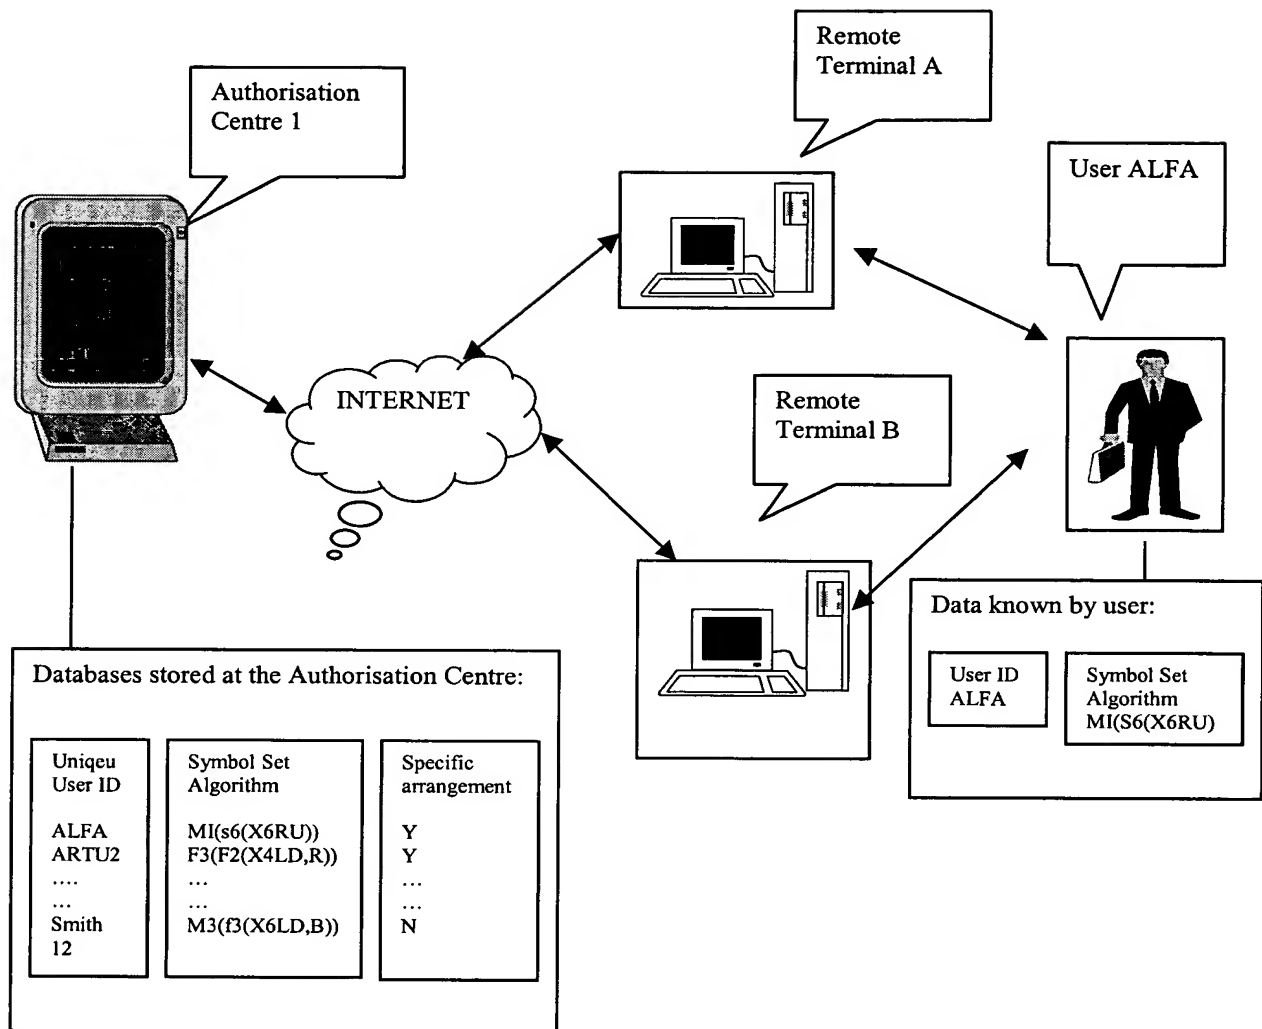 Remote
Terminal A
Authorisation
Centre 1
User ALFA
INTERNET
Remote
Terminal B
Data known by user:
User ID
ALFA
Symbol Set
Algorithm
MI(S6(X6RU)
Databases stored at the Authorisation Centre:
Uniqeu
User ID
ALFA
ARTU2
....
...
Smith
12
Symbol Set
Algorithm
MI(s6(X6RU))
F3(F2(X4LD,R))
...
...
M3(f3(X6LD,B))
Specific
arrangement
Y
Y
...
...
N